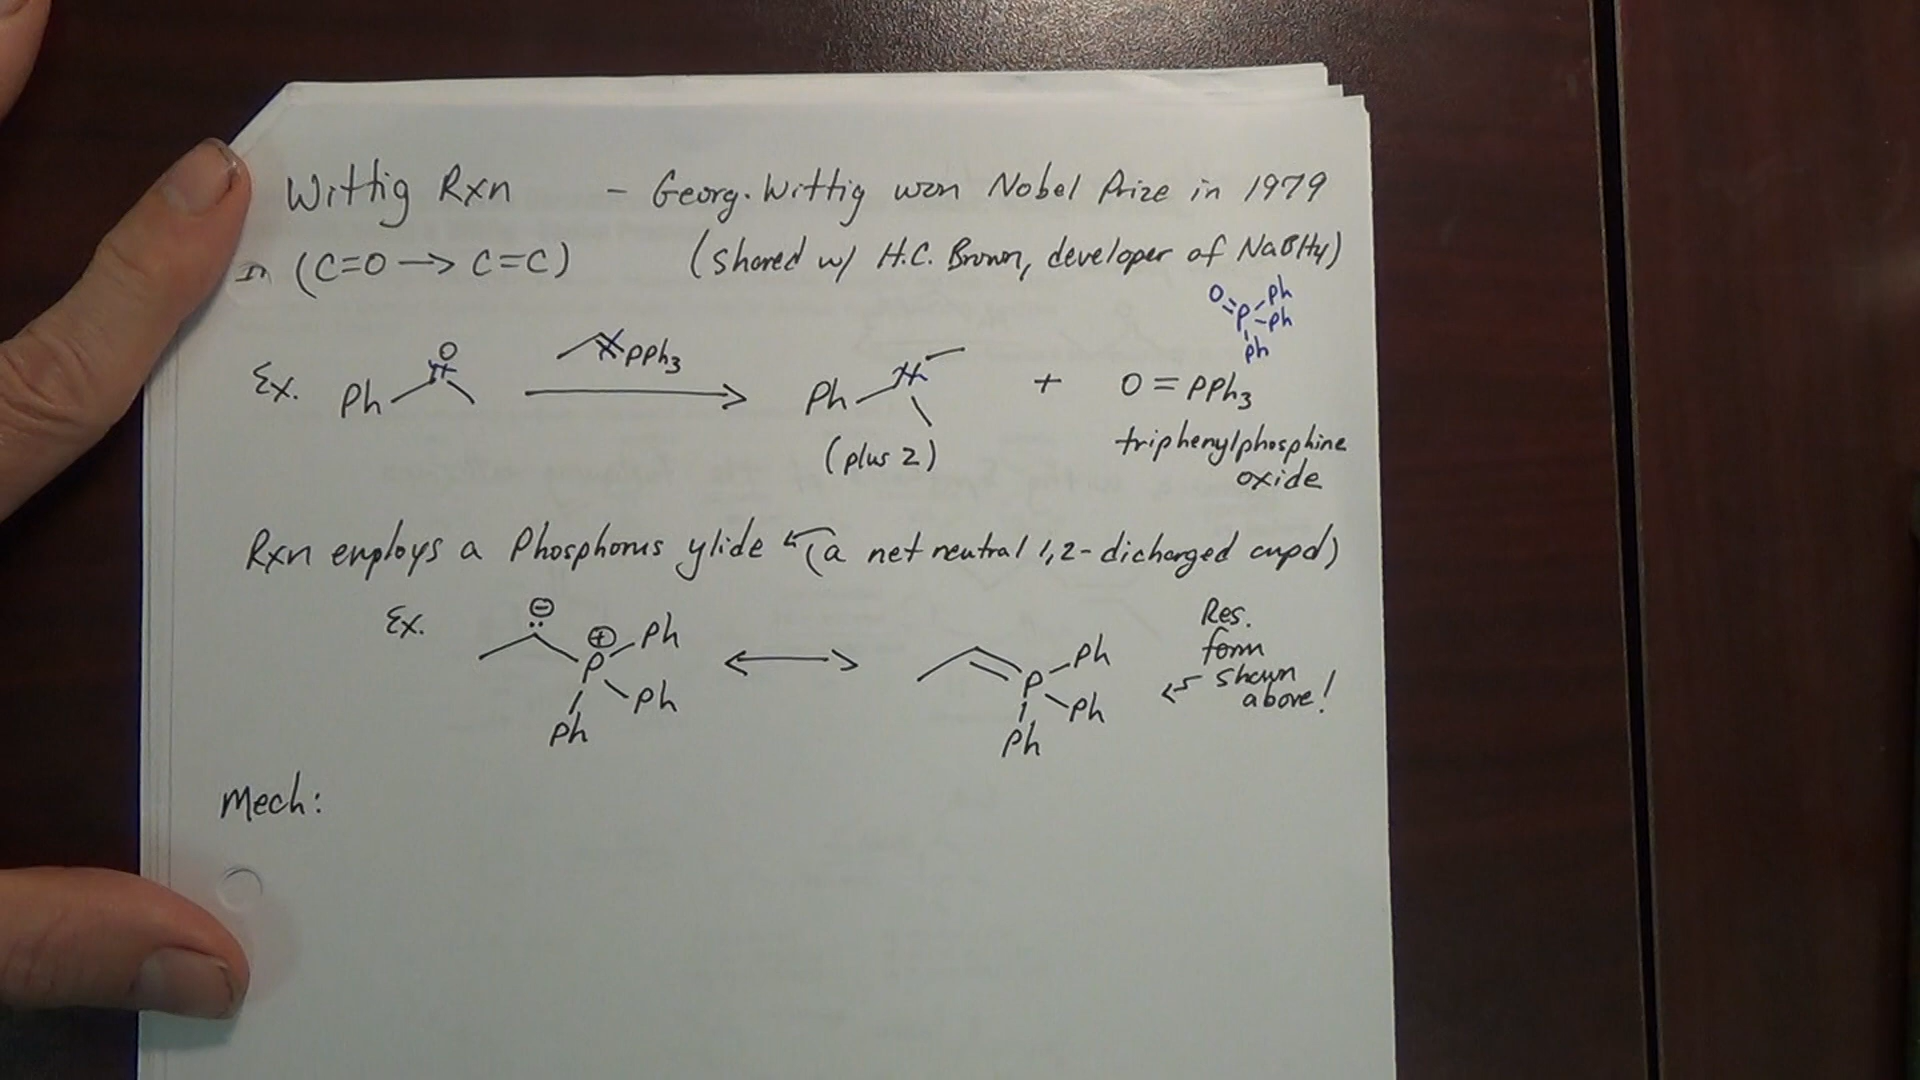 Wittig Rxn – Georg. Wittig won Nobel Prize in 1979
In (C=O → C=C) (shared w/ H.C. Brown, developer of NaBH4)
O=P Ph Ph Ph
Ex. Ph O PPh3 Ph + O = PPh3
(plus Z) triphenylphosphine
oxide
Rxn employs a Phosphorus ylide (a net neutral 1,2-dicharged cmpd)
Ex. ⊖ ⊕ P Ph Ph Ph ↔ P Ph Ph Ph
Res.
form
shown
above!
Mech: